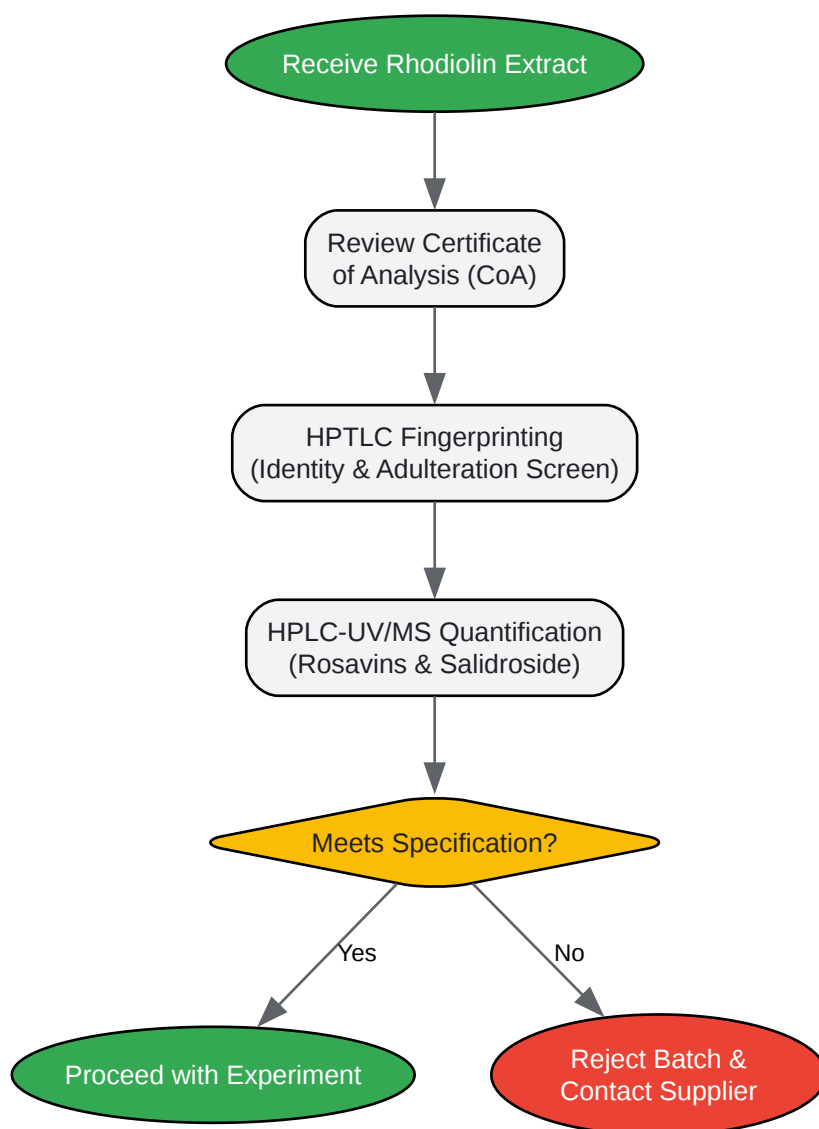 Receive Rhodiolin Extract
Review Certificate
of Analysis (CoA)
HPTLC Fingerprinting
(Identity & Adulteration Screen)
HPLC-UV/MS Quantification
(Rosavins & Salidroside)
Meets Specification?
Yes
No
Proceed with Experiment
Reject Batch &
Contact Supplier